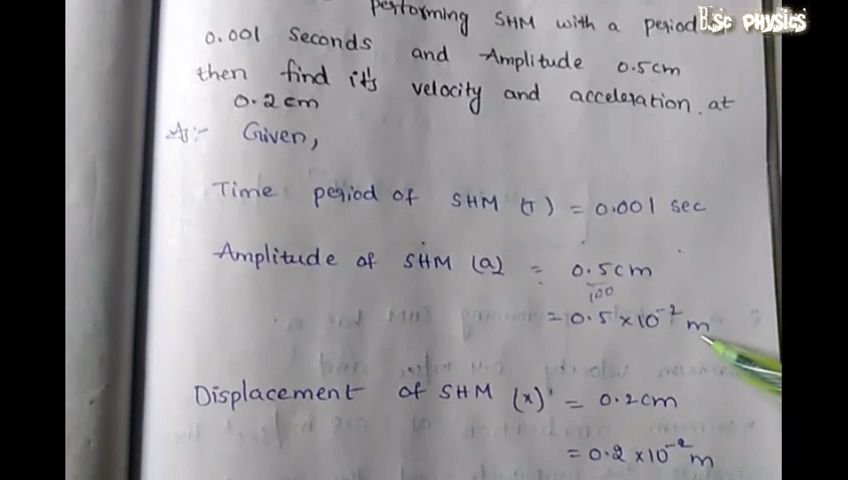 performing SHM with a period
B.sc PHYSICS
0.001 seconds and Amplitude 0.5cm
then find it's velocity and acceleration. at
0.2cm
A:- Given,
Time period of SHM (T) = 0.001 sec
Amplitude of SHM (a) = 0.5cm
100
= 0.5 × 10⁻² m
Displacement of SHM (x) = 0.2cm
= 0.2 × 10⁻² m